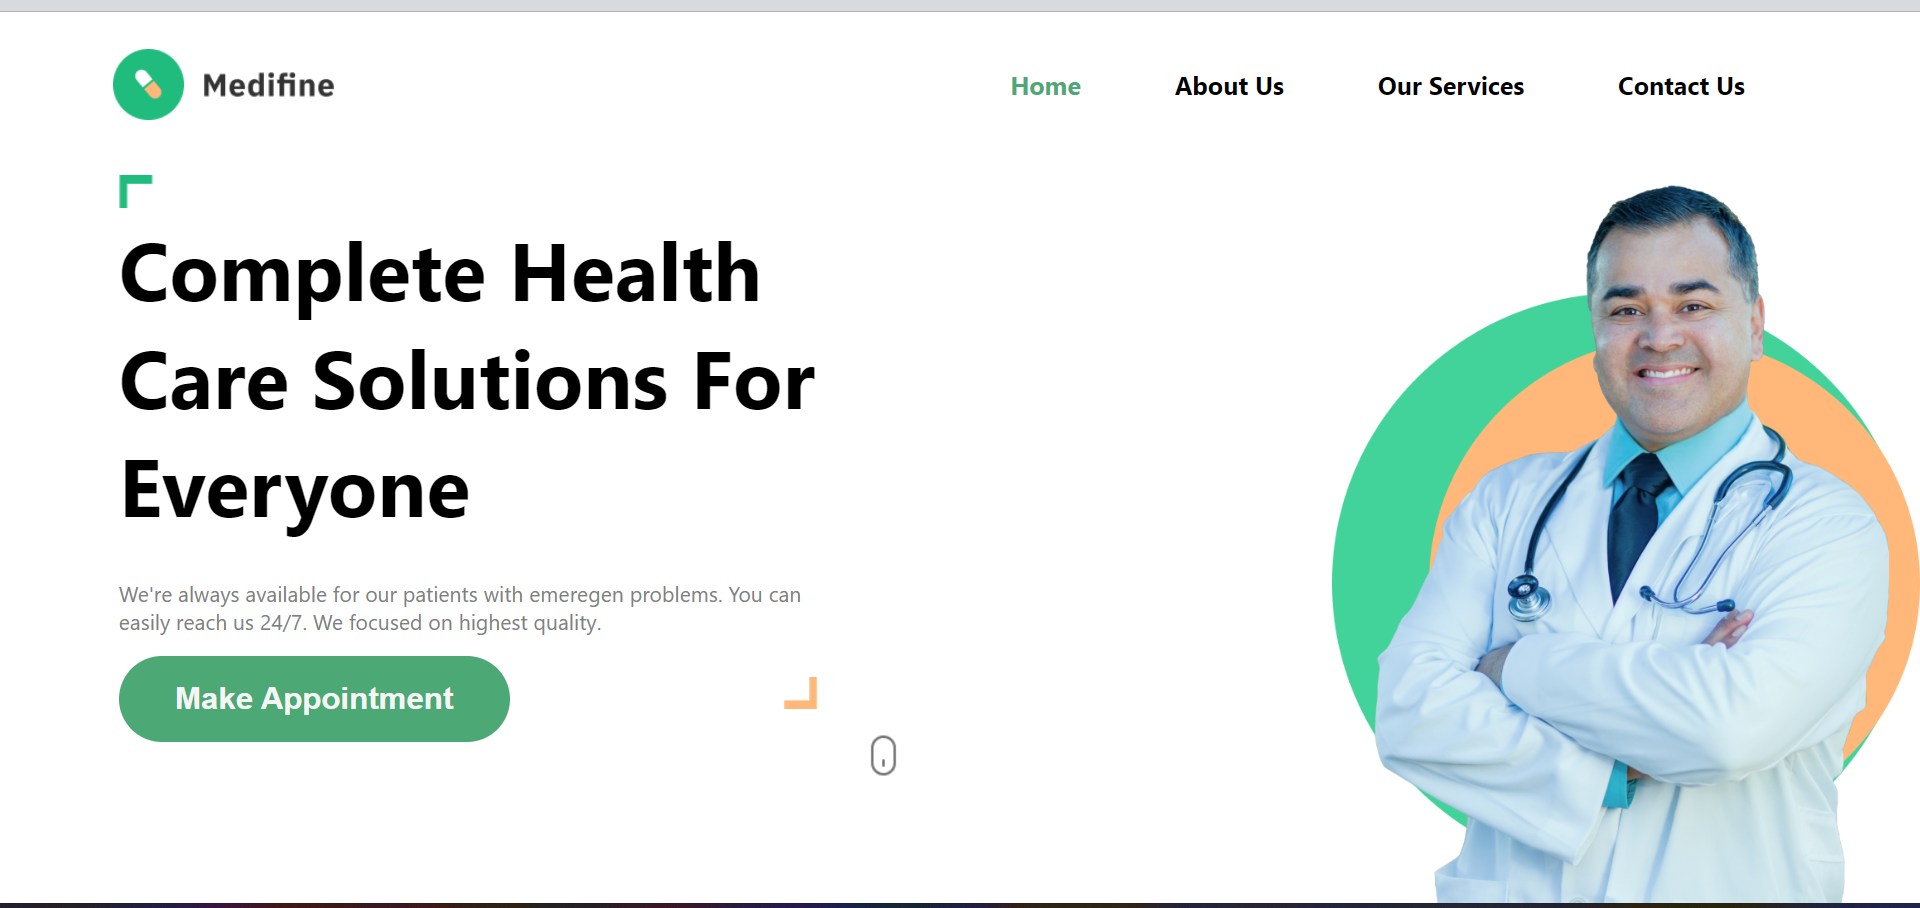 Medifine
Home About Us Our Services Contact Us
Complete Health
Care Solutions For
Everyone
We're always available for our patients with emeregen problems. You can
easily reach us 24/7. We focused on highest quality.
Make Appointment